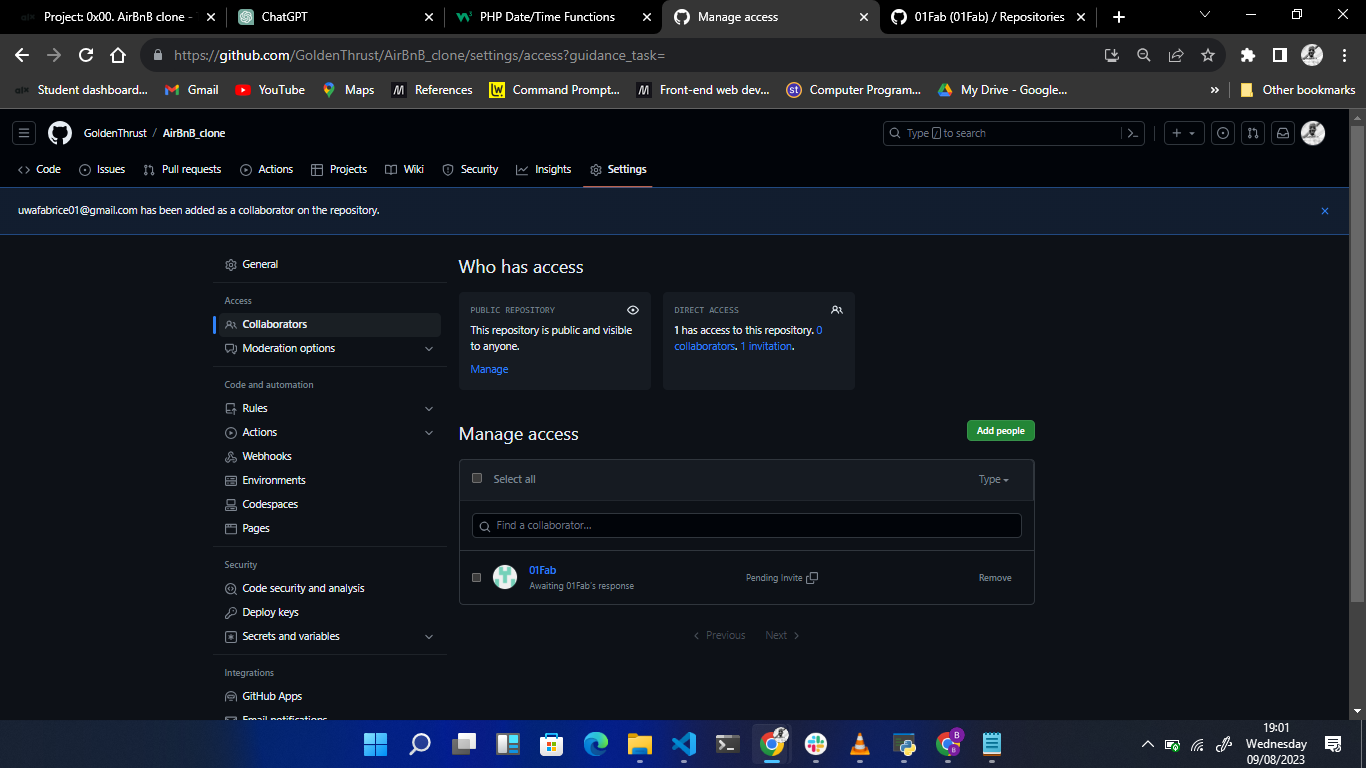 Project: 0x00. AirBnB clone -
ChatGPT
PHP Date/Time Functions
Manage access
01Fab (01Fab) / Repositories
https://github.com/GoldenThrust/AirBnB_clone/settings/access?guidance_task=
Student dashboard...
Gmail
YouTube
Maps
References
Command Prompt...
Front-end web dev...
Computer Program...
My Drive - Google...
»
Other bookmarks
GoldenThrust / AirBnB_clone
Type / to search
Code
Issues
Pull requests
Actions
Projects
Wiki
Security
Insights
Settings
uwafabrice01@gmail.com has been added as a collaborator on the repository.
General
Access
Collaborators
Moderation options
Code and automation
Rules
Actions
Webhooks
Environments
Codespaces
Pages
Security
Code security and analysis
Deploy keys
Secrets and variables
Integrations
GitHub Apps
Email notifications
Who has access
PUBLIC REPOSITORY
This repository is public and visible
to anyone.
Manage
DIRECT ACCESS
1 has access to this repository. 0
collaborators. 1 invitation.
Manage access
Add people
Select all
Type
Find a collaborator...
01Fab
Awaiting 01Fab's response
Pending Invite
Remove
Previous
Next
19:01
Wednesday
09/08/2023